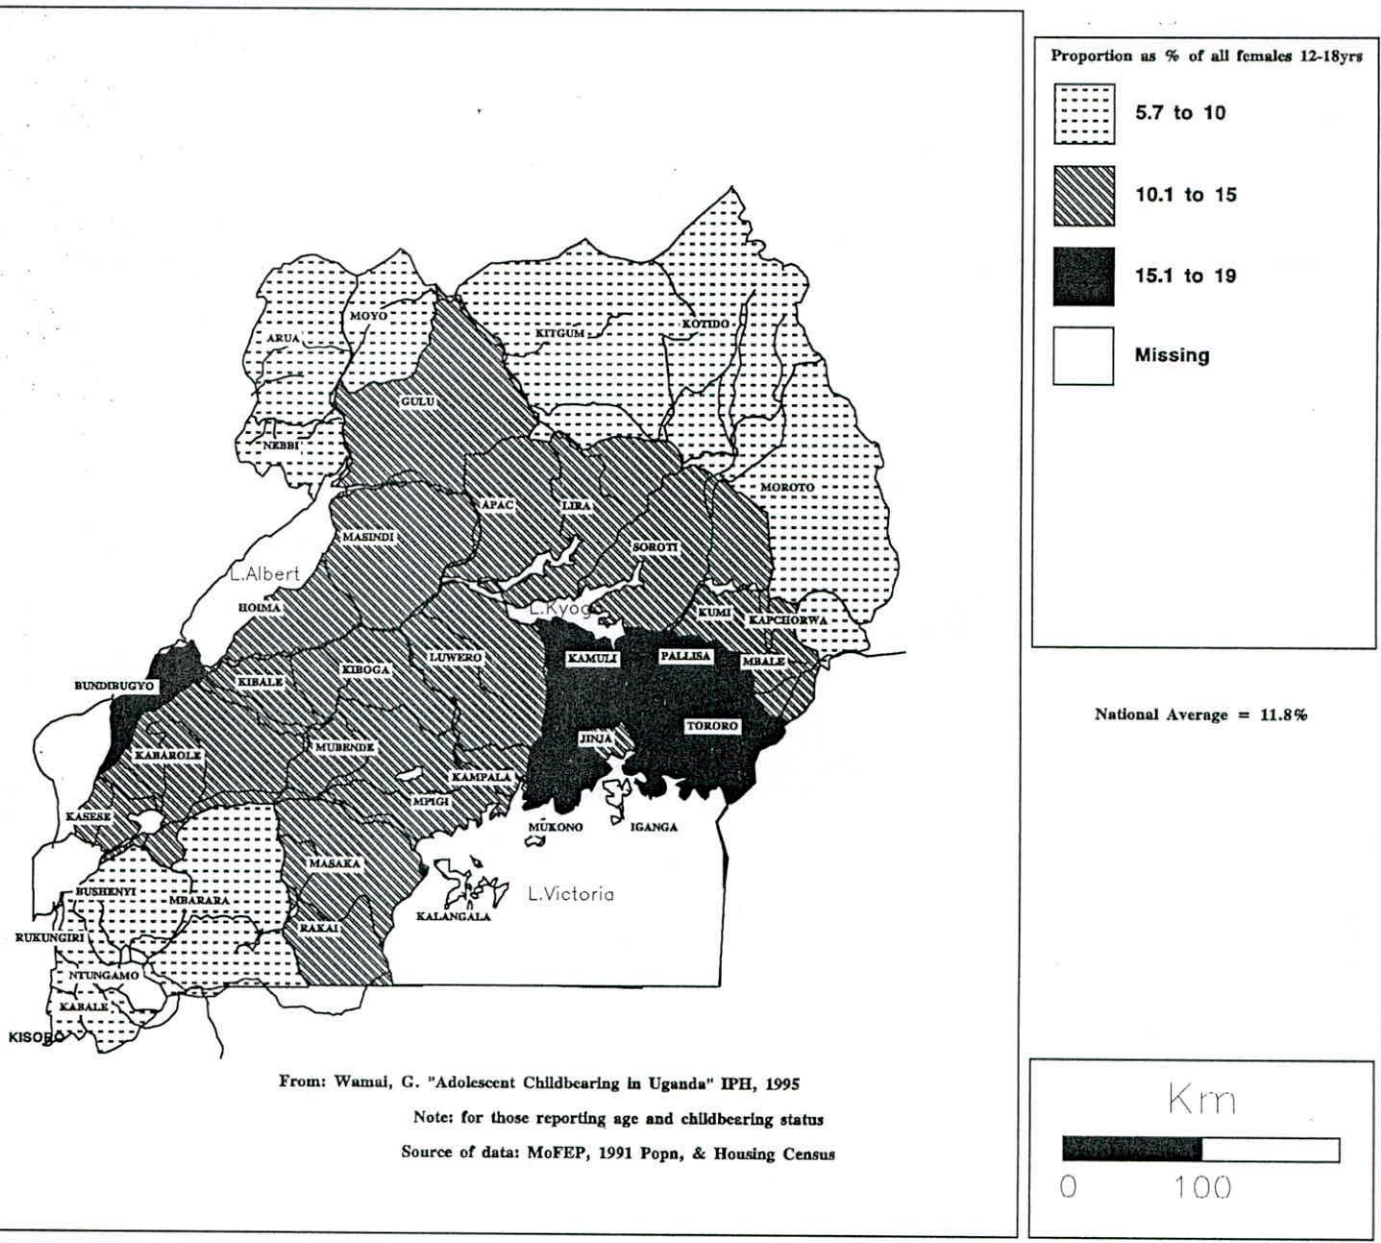 Proportion as % of all females 12-18yrs
5.7 to 10
10.1 to 15
15.1 to 19
Missing
MOYO
ARUA
KITGUM
KOTIDO
GULU
NEBBI
MOROTO
APAC
LIRA
MASINDI
SOROTI
L.Albert
HOIMA
L.Kyoga
KUMI
KAPCHORWA
LUWERO
KAMULI
PALLISA
MBALE
KIBOGA
KIBALE
BUNDIBUGYO
National Average = 11.8%
TORORO
JINJA
MUBENDE
KABAROLE
KAMPALA
MPIGI
KASESE
MUKONO
IGANGA
MASAKA
BUSHENYI
MBARARA
L.Victoria
KALANGALA
RAKAI
RUKUNGIRI
NTUNGAMO
KABALE
KISORO
From: Wamai, G. "Adolescent Childbearing in Uganda" IPH, 1995
Note: for those reporting age and childbearing status
Source of data: MoFEP, 1991 Popn, & Housing Census
Km
0 100